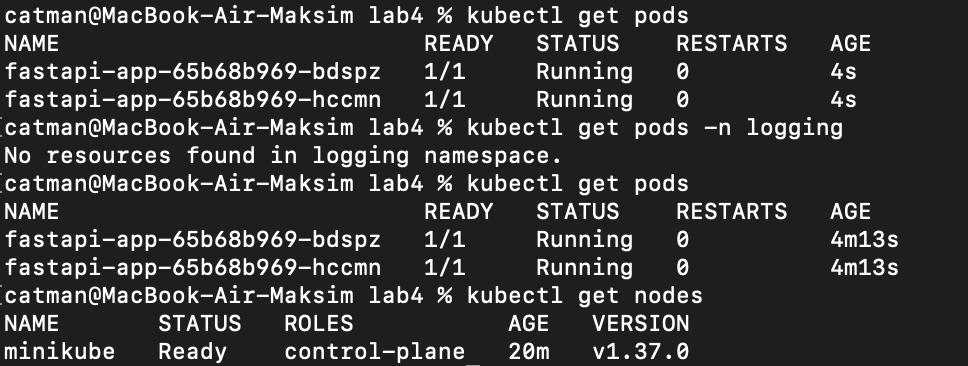 catman@MacBook-Air-Maksim lab4 % kubectl get pods
NAME READY STATUS RESTARTS AGE
fastapi-app-65b68b969-bdspz 1/1 Running 0 4s
fastapi-app-65b68b969-hccmn 1/1 Running 0 4s
[catman@MacBook-Air-Maksim lab4 % kubectl get pods -n logging
No resources found in logging namespace.
[catman@MacBook-Air-Maksim lab4 % kubectl get pods
NAME READY STATUS RESTARTS AGE
fastapi-app-65b68b969-bdspz 1/1 Running 0 4m13s
fastapi-app-65b68b969-hccmn 1/1 Running 0 4m13s
[catman@MacBook-Air-Maksim lab4 % kubectl get nodes
NAME STATUS ROLES AGE VERSION
minikube Ready control-plane 20m v1.37.0